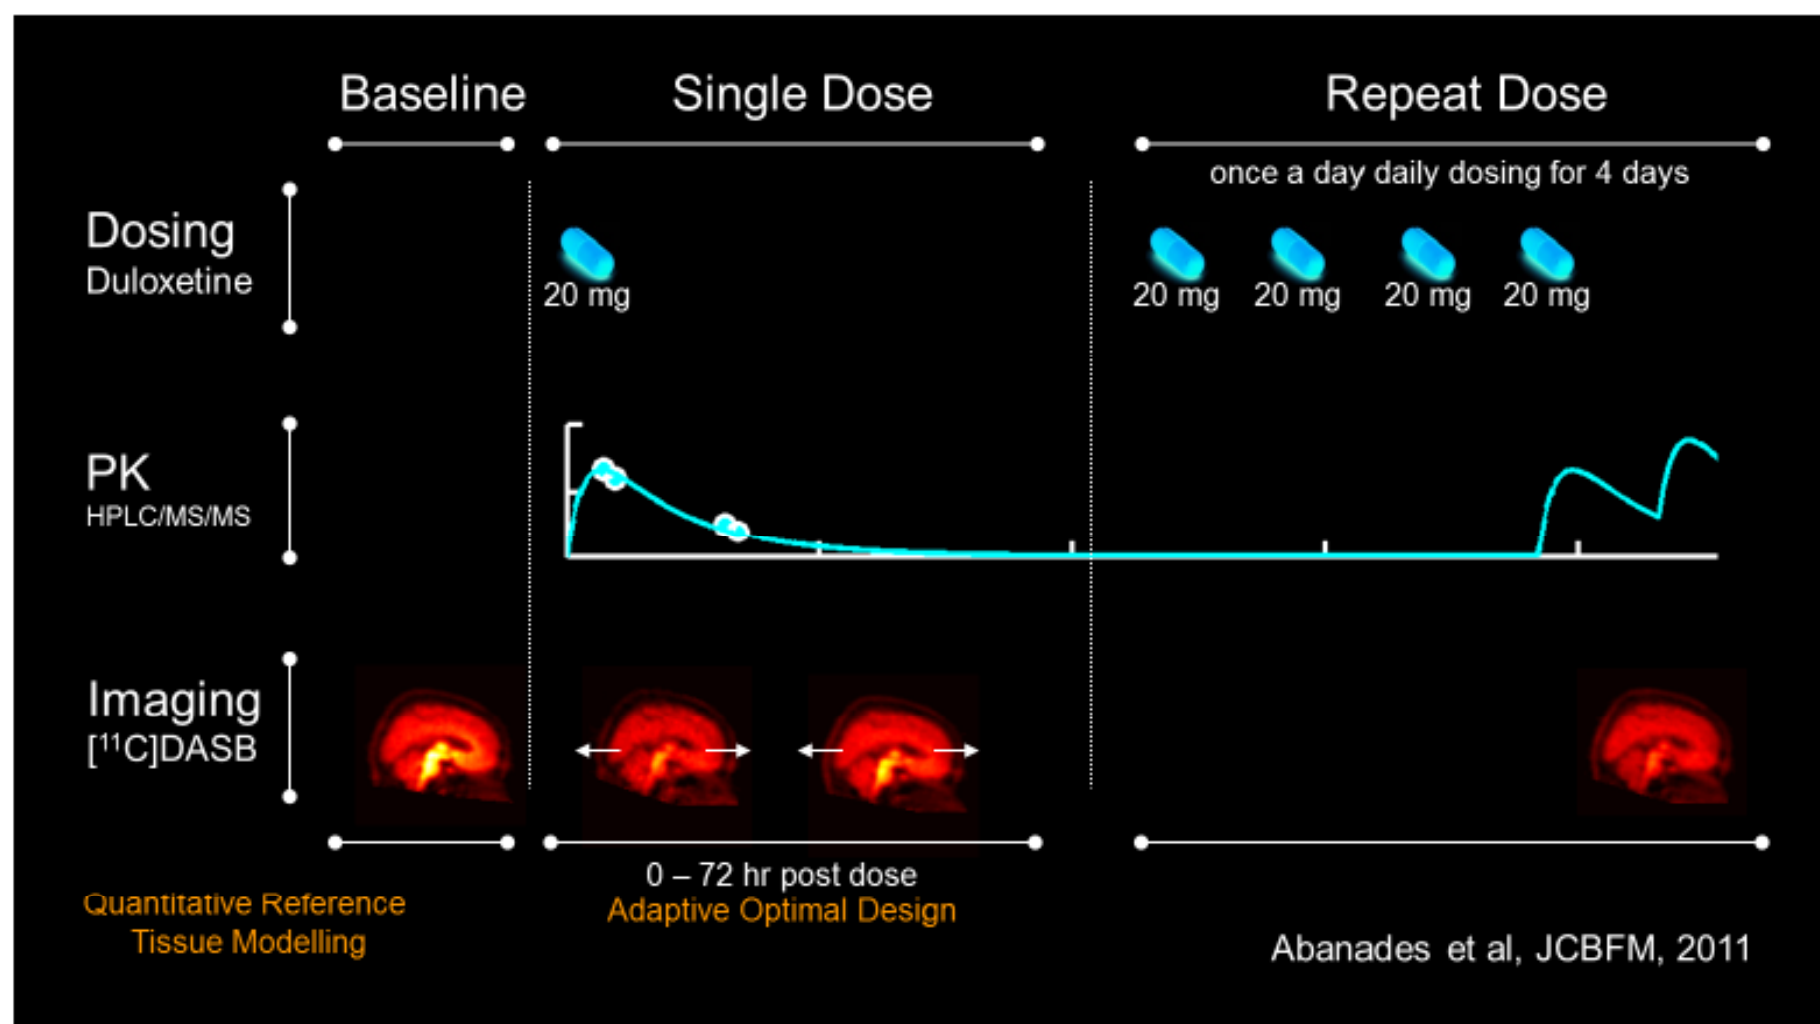 Baseline
Single Dose
Repeat Dose
once a day daily dosing for 4 days
Dosing
Duloxetine
20 mg
20 mg
20 mg
20 mg
20 mg
PK
HPLC/MS/MS
Imaging
[¹¹C]DASB
0 – 72 hr post dose
Adaptive Optimal Design
Quantitative Reference
Tissue Modelling
Abanades et al, JCBFM, 2011